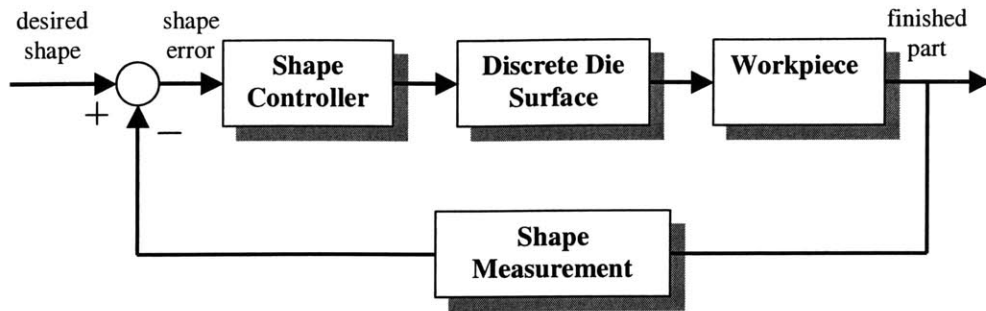 desired
shape
shape
error
+
−
Shape
Controller
Discrete Die
Surface
Workpiece
finished
part
Shape
Measurement